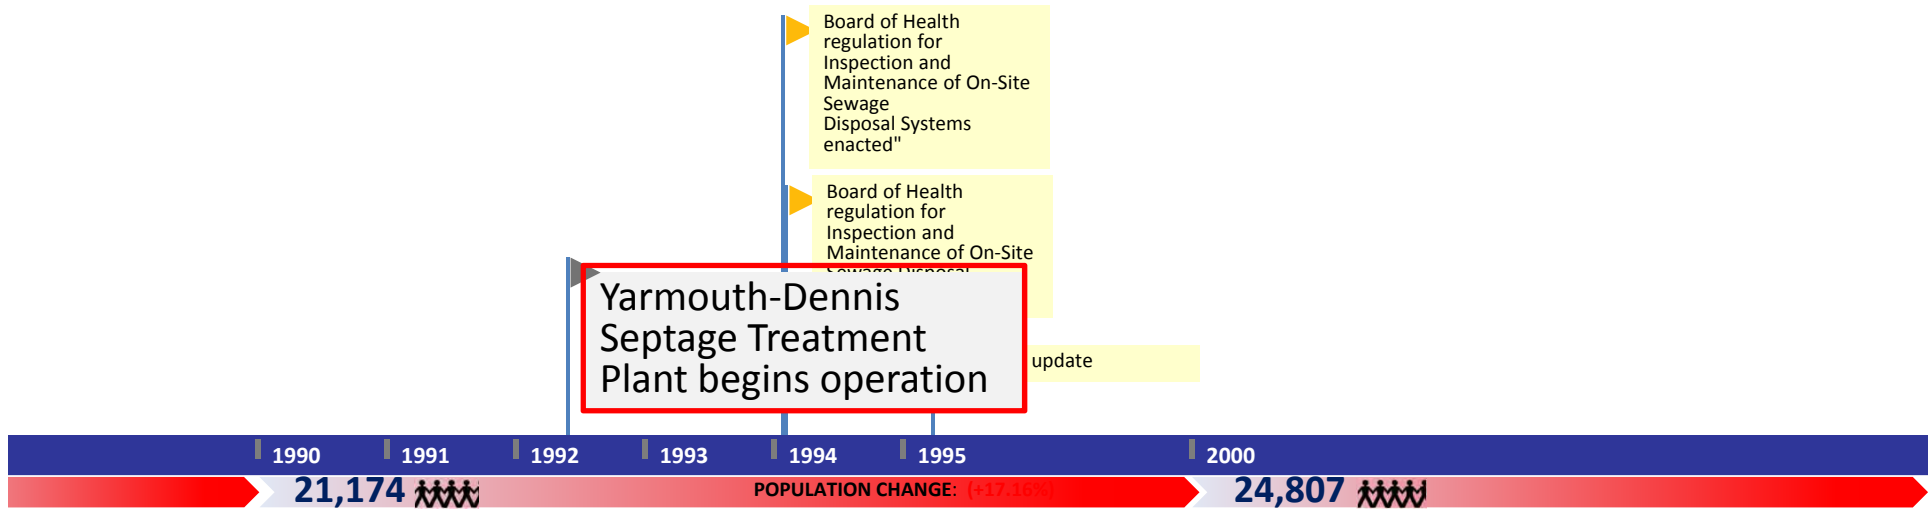 Board of Health
regulation for
Inspection and
Maintenance of On-Site
Sewage
Disposal Systems
enacted"
Board of Health
regulation for
Inspection and
Maintenance of On-Site
Sewage Disposal
Yarmouth-Dennis
Septage Treatment
Plant begins operation
update
1990 1991 1992 1993 1994 1995 2000
21,174 POPULATION CHANGE: (+17.16%) 24,807